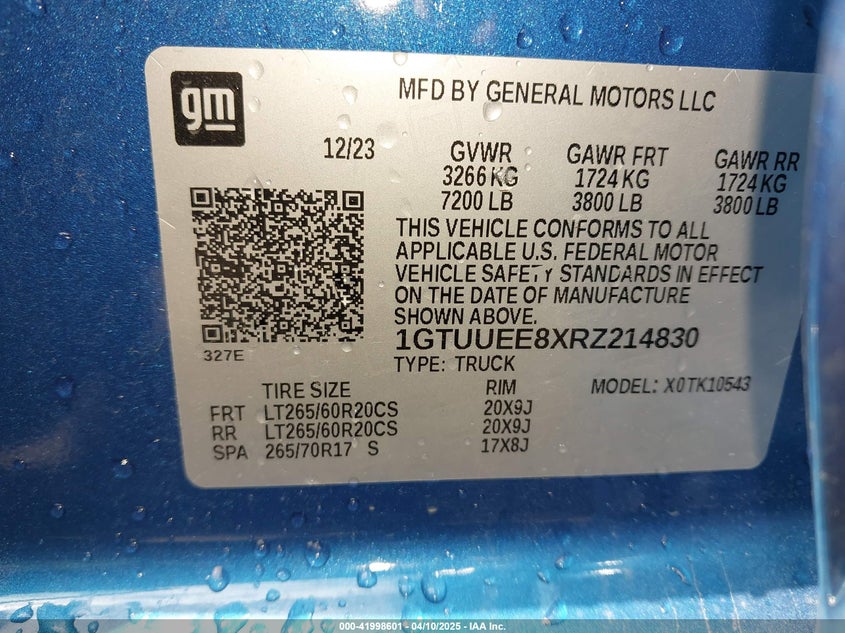 gm
MFD BY GENERAL MOTORS LLC
12/23
GVWR GAWR FRT GAWR RR
3266 KG 1724 KG 1724 KG
7200 LB 3800 LB 3800 LB
THIS VEHICLE CONFORMS TO ALL
APPLICABLE U.S. FEDERAL MOTOR
VEHICLE SAFETY STANDARDS IN EFFECT
ON THE DATE OF MANUFACTURE
SHOWN ABOVE.
1GTUUEE8XRZ214830
327E
TYPE: TRUCK
TIRE SIZE RIM MODEL: X0TK10543
FRT LT265/60R20CS 20X9J
RR LT265/60R20CS 20X9J
SPA 265/70R17 S 17X8J
000-41998601 - 04/10/2025 - IAA Inc.